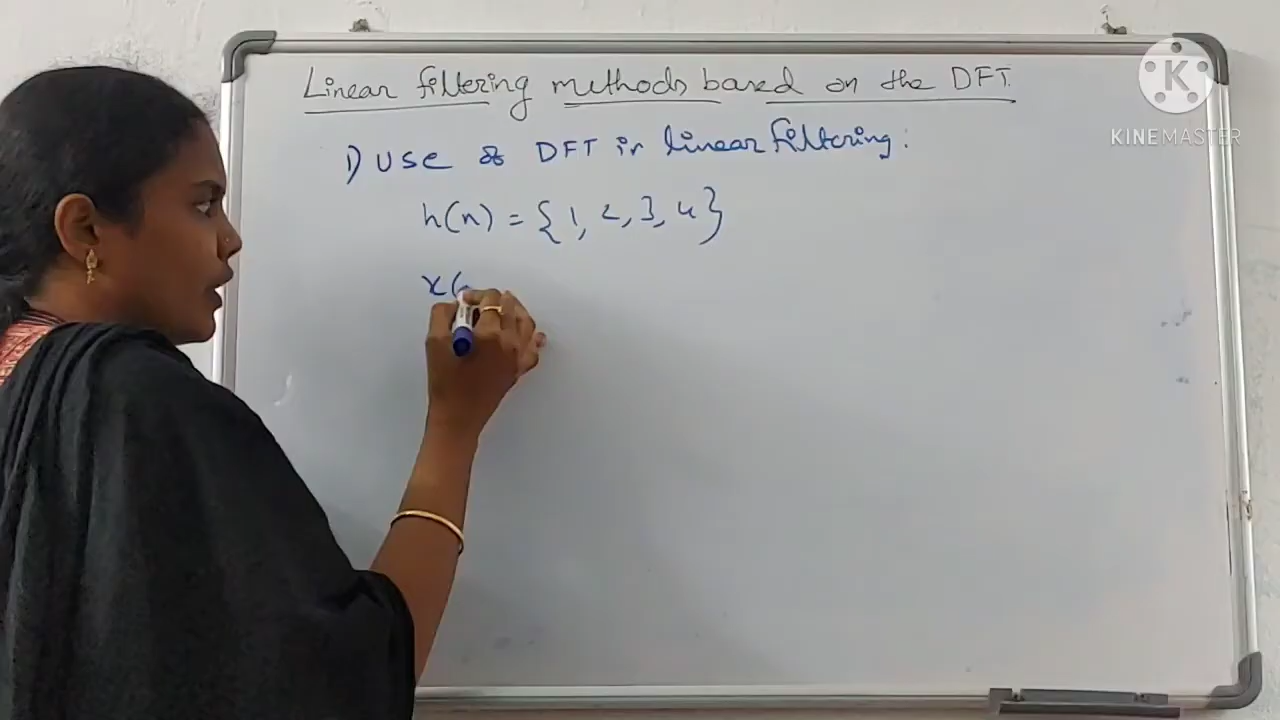 Linear filtering methods based on the DFT.
1) Use of DFT in linear filtering:
h(n) = {1, 2, 3, 4}
x(
K
KINEMASTER